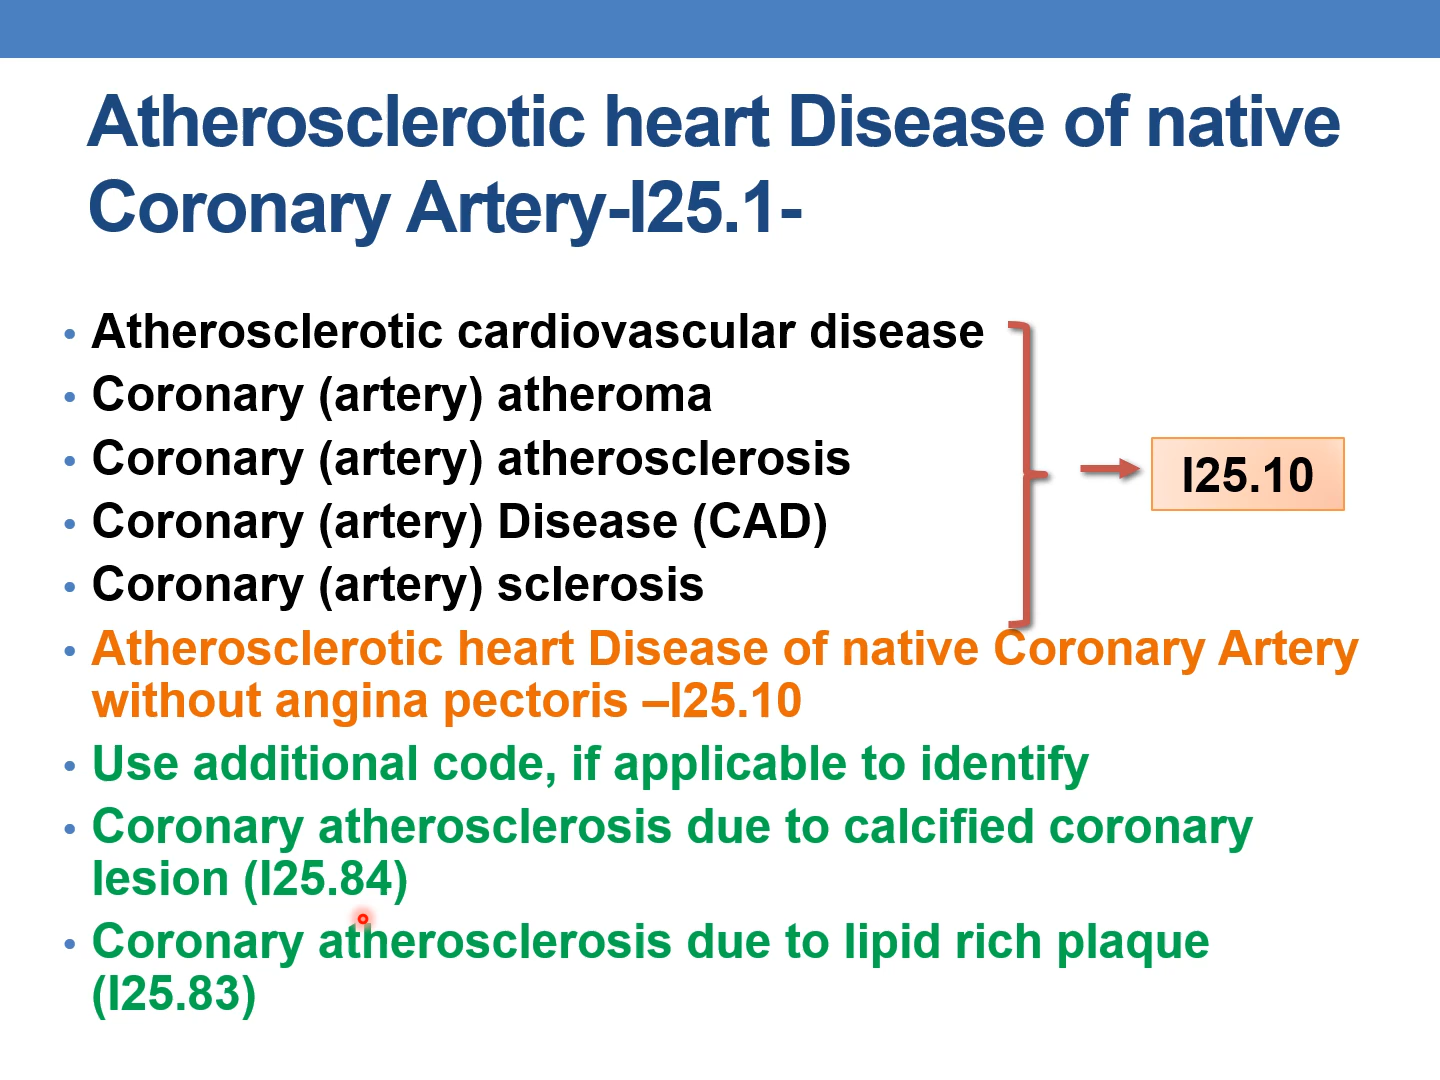 Atherosclerotic heart Disease of native
Coronary Artery-I25.1-
• Atherosclerotic cardiovascular disease
• Coronary (artery) atheroma
• Coronary (artery) atherosclerosis
• Coronary (artery) Disease (CAD)
• Coronary (artery) sclerosis
I25.10
• Atherosclerotic heart Disease of native Coronary Artery
without angina pectoris –I25.10
• Use additional code, if applicable to identify
• Coronary atherosclerosis due to calcified coronary
lesion (I25.84)
• Coronary atherosclerosis due to lipid rich plaque
(I25.83)